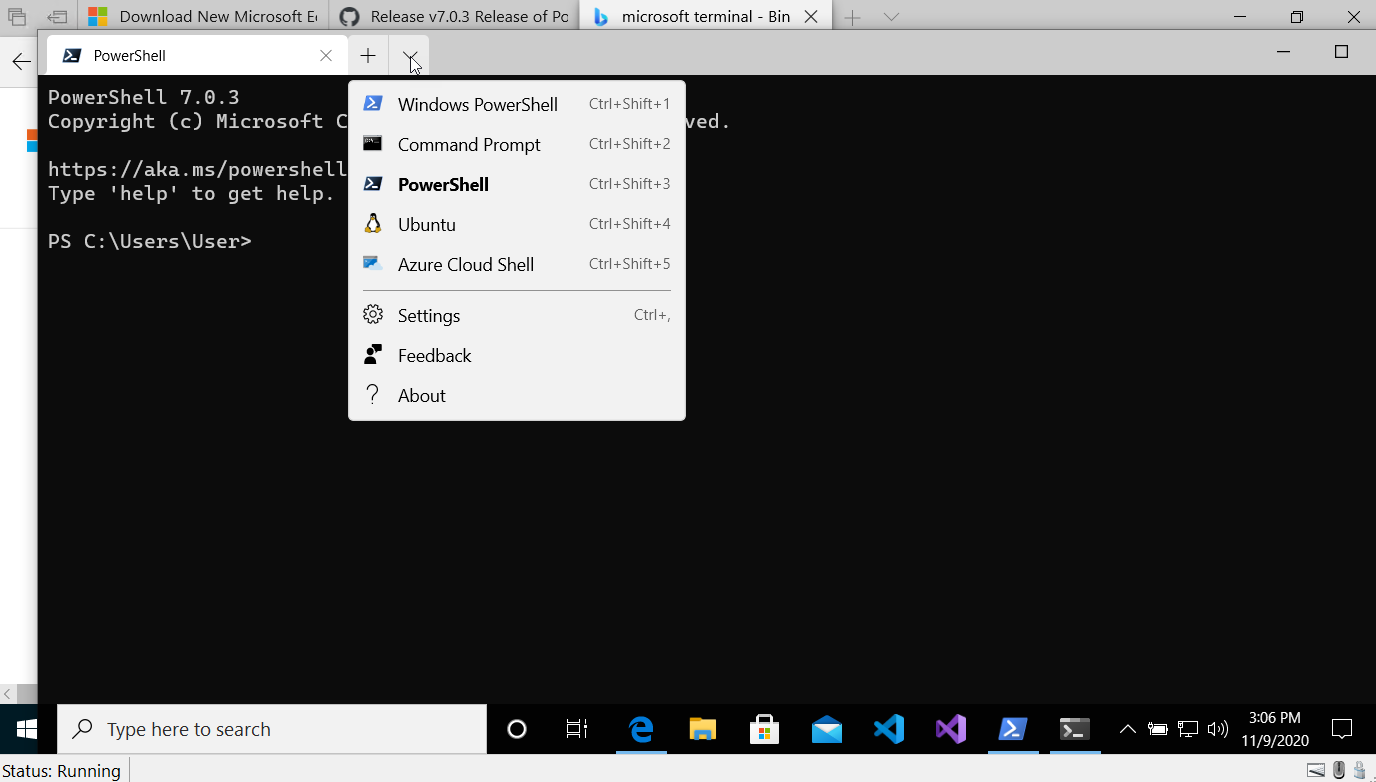 Download New Microsoft E
Release v7.0.3 Release of Po
microsoft terminal - Bin
PowerShell
PowerShell 7.0.3
Copyright (c) Microsoft C
ved.
https://aka.ms/powershell
Type 'help' to get help.
PS C:\Users\User>
Windows PowerShell Ctrl+Shift+1
Command Prompt Ctrl+Shift+2
PowerShell Ctrl+Shift+3
Ubuntu Ctrl+Shift+4
Azure Cloud Shell Ctrl+Shift+5
Settings Ctrl+,
Feedback
About
Type here to search
3:06 PM
11/9/2020
Status: Running